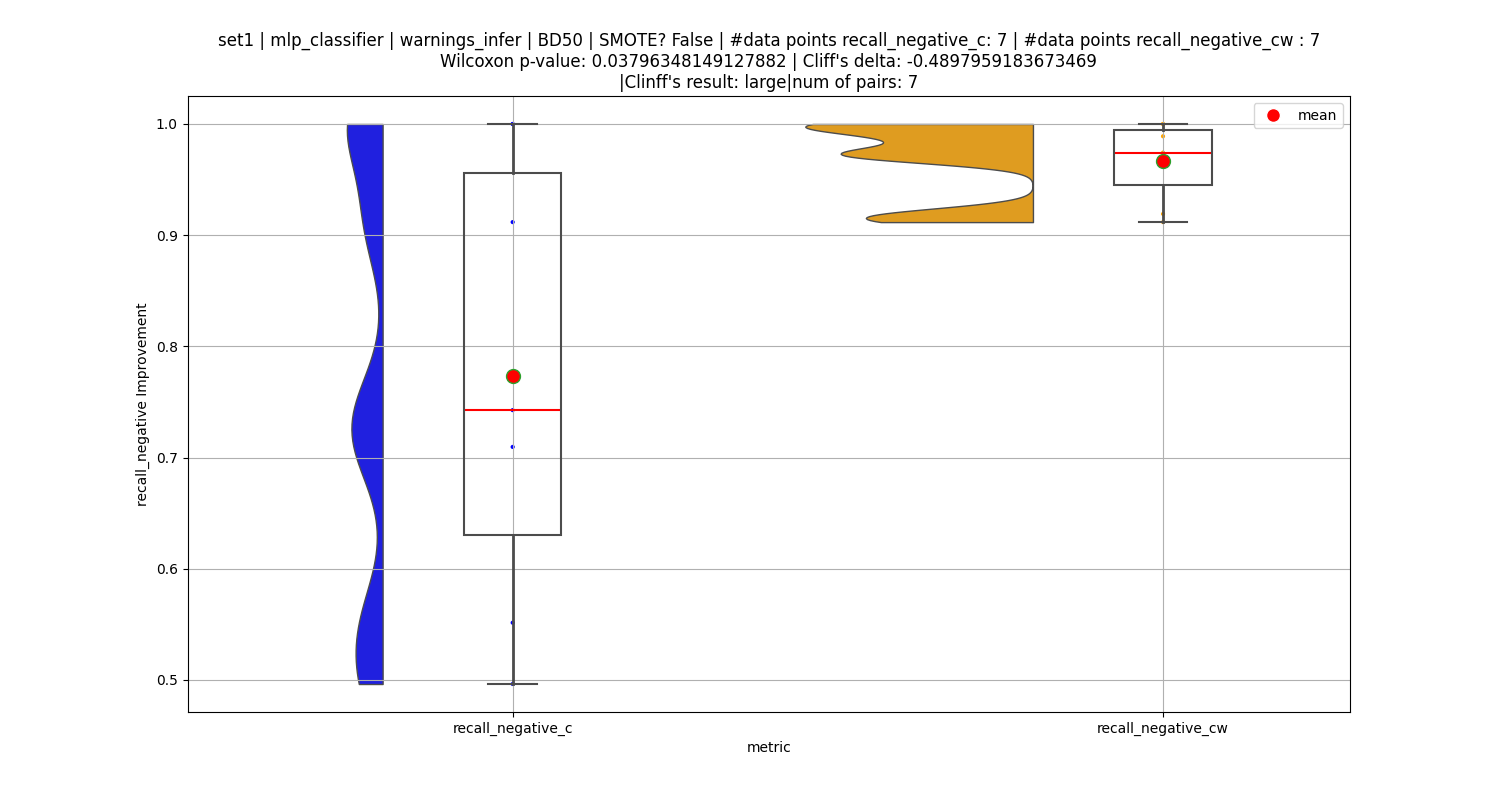 set1 | mlp_classifier | warnings_infer | BD50 | SMOTE? False | #data points recall_negative_c: 7 | #data points recall_negative_cw : 7
Wilcoxon p-value: 0.03796348149127882 | Cliff's delta: -0.4897959183673469
|Clinff's result: large|num of pairs: 7
mean
1.0
0.9
0.8
0.7
0.6
0.5
recall_negative Improvement
recall_negative_c
recall_negative_cw
metric